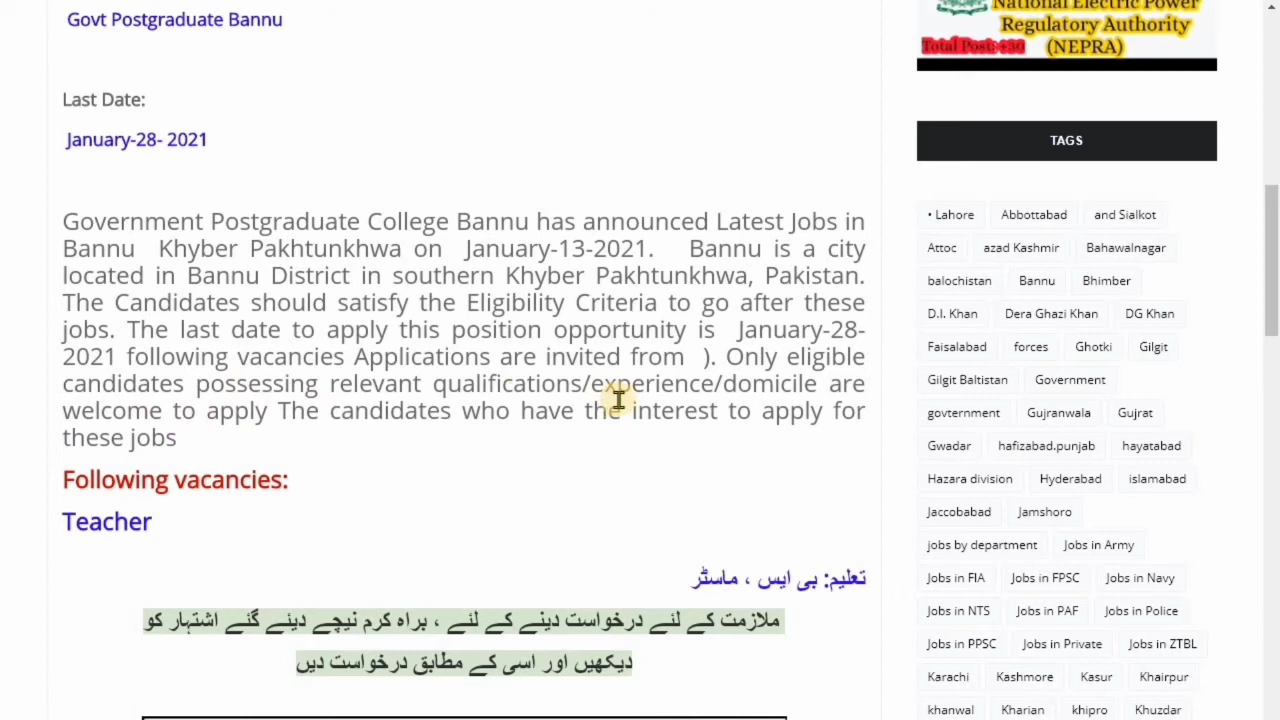 Govt Postgraduate Bannu
Last Date:
January-28- 2021
Government Postgraduate College Bannu has announced Latest Jobs in
Bannu Khyber Pakhtunkhwa on January-13-2021. Bannu is a city
located in Bannu District in southern Khyber Pakhtunkhwa, Pakistan.
The Candidates should satisfy the Eligibility Criteria to go after these
jobs. The last date to apply this position opportunity is January-28-
2021 following vacancies Applications are invited from ). Only eligible
candidates possessing relevant qualifications/experience/domicile are
welcome to apply The candidates who have the interest to apply for
these jobs
Following vacancies:
Teacher
تعلیم: بی ایس ، ماسٹر
ملازمت کے لئے درخواست دینے کے لئے ، براہ کرم نیچے دیئے گئے اشتہار کو
دیکھیں اور اسی کے مطابق درخواست دیں
National Electric Power
Regulatory Authority
Total Post:+30 (NEPRA)
TAGS
• Lahore Abbottabad and Sialkot
Attoc azad Kashmir Bahawalnagar
balochistan Bannu Bhimber
D.I. Khan Dera Ghazi Khan DG Khan
Faisalabad forces Ghotki Gilgit
Gilgit Baltistan Government
govternment Gujranwala Gujrat
Gwadar hafizabad.punjab hayatabad
Hazara division Hyderabad islamabad
Jaccobabad Jamshoro
jobs by department Jobs in Army
Jobs in FIA Jobs in FPSC Jobs in Navy
Jobs in NTS Jobs in PAF Jobs in Police
Jobs in PPSC Jobs in Private Jobs in ZTBL
Karachi Kashmore Kasur Khairpur
khanwal Kharian khipro Khuzdar